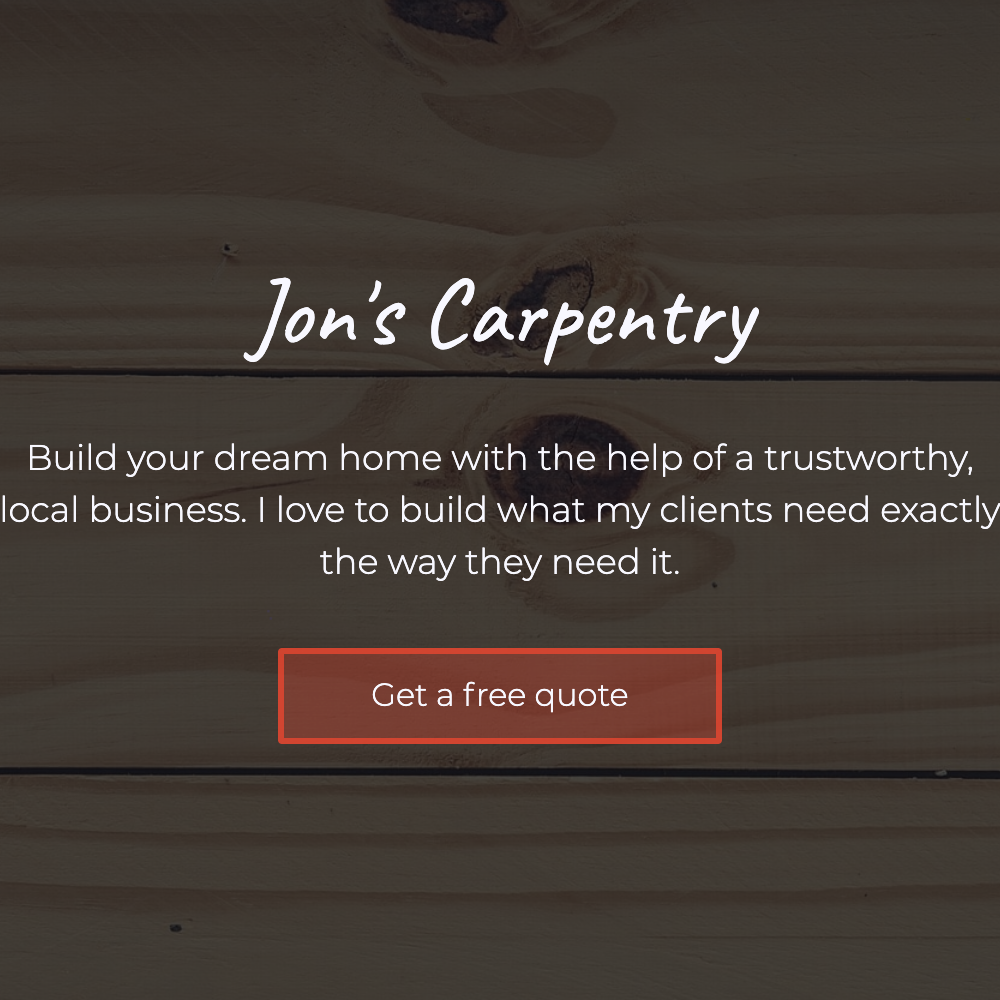 Jon's Carpentry
Build your dream home with the help of a trustworthy,
local business. I love to build what my clients need exactly
the way they need it.
Get a free quote